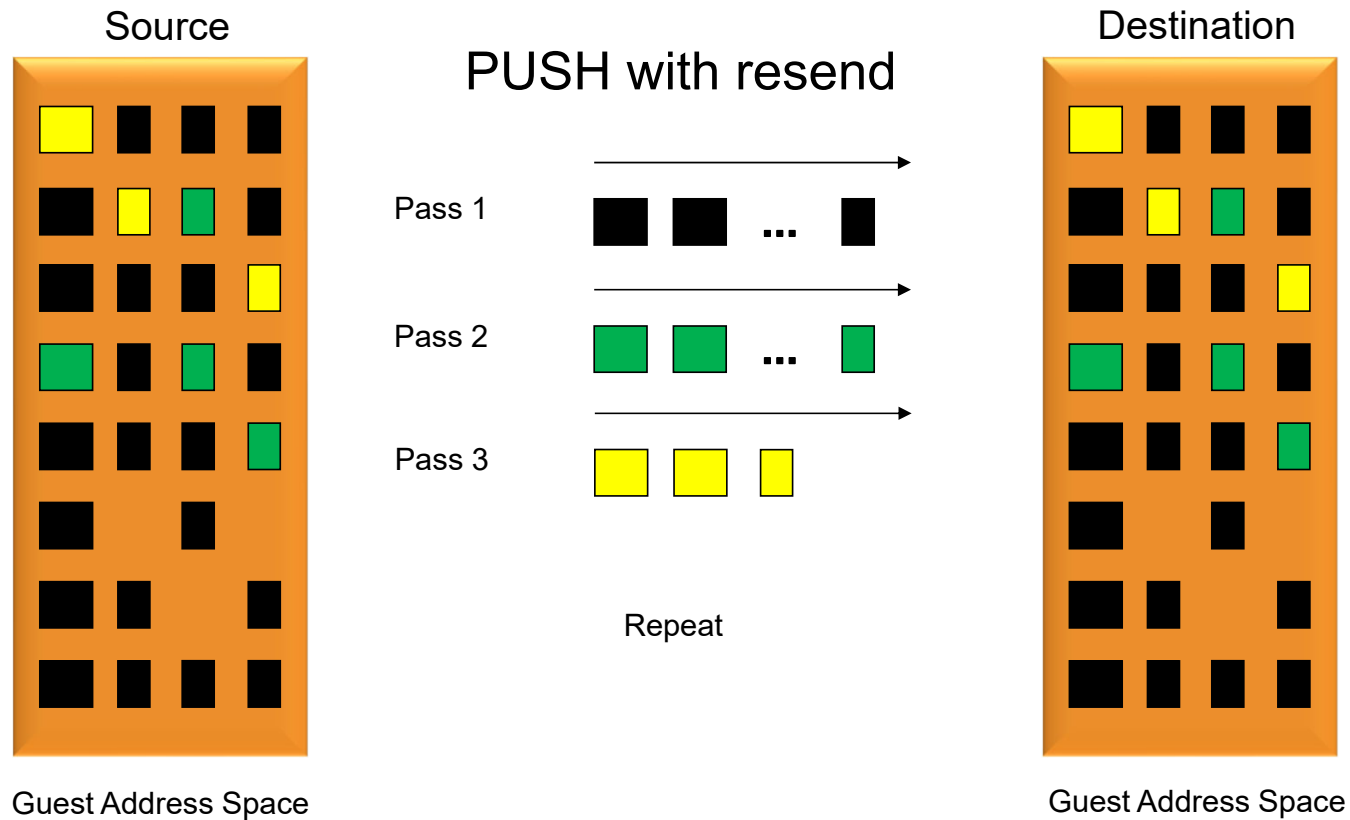 Source
PUSH with resend
Destination
Pass 1
...
Pass 2
...
Pass 3
Repeat
Guest Address Space
Guest Address Space